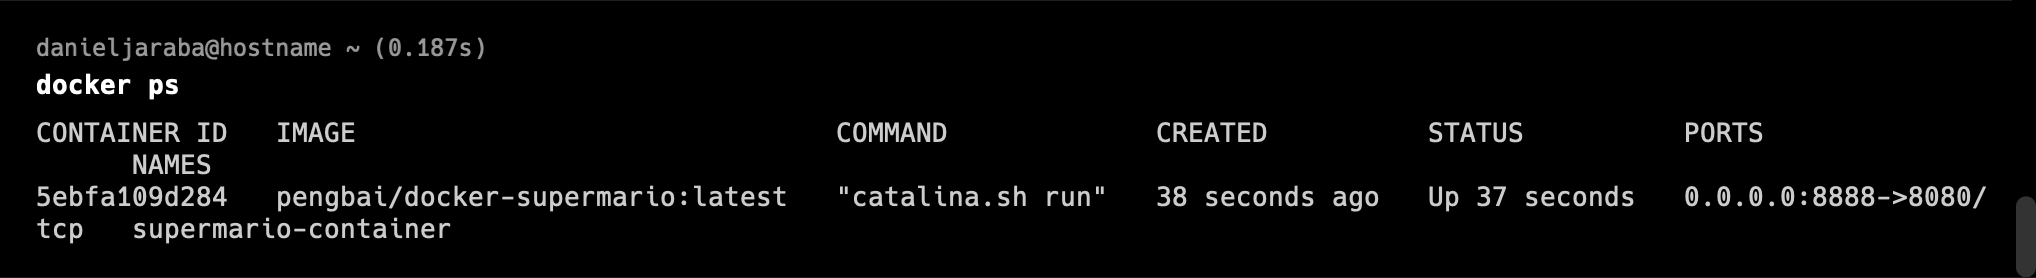 danieljaraba@hostname ~ (0.187s)
docker ps
CONTAINER ID   IMAGE                              COMMAND             CREATED          STATUS          PORTS
      NAMES
5ebfa109d284   pengbai/docker-supermario:latest   "catalina.sh run"   38 seconds ago   Up 37 seconds   0.0.0.0:8888->8080/
tcp   supermario-container